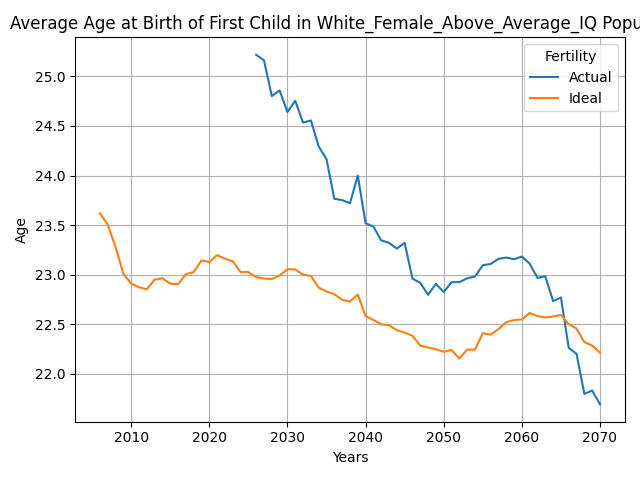 Average Age at Birth of First Child in White_Female_Above_Average_IQ Popu
Fertility
Actual
Ideal
25.0
24.5
24.0
23.5
23.0
22.5
22.0
Age
2010 2020 2030 2040 2050 2060 2070
Years